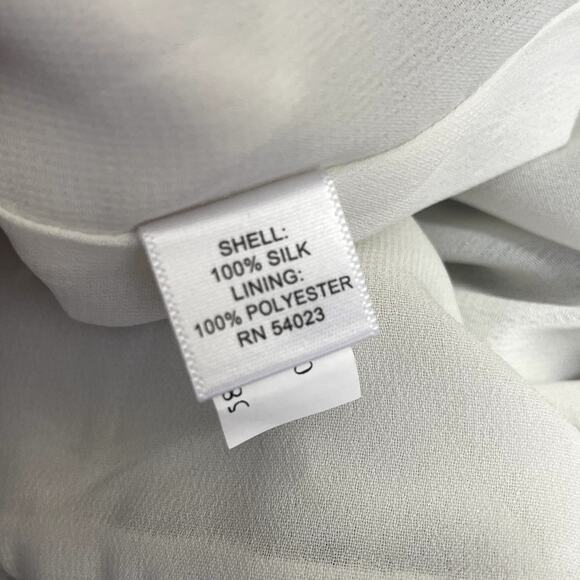 SHELL:
100% SILK
LINING:
100% POLYESTER
RN 54023